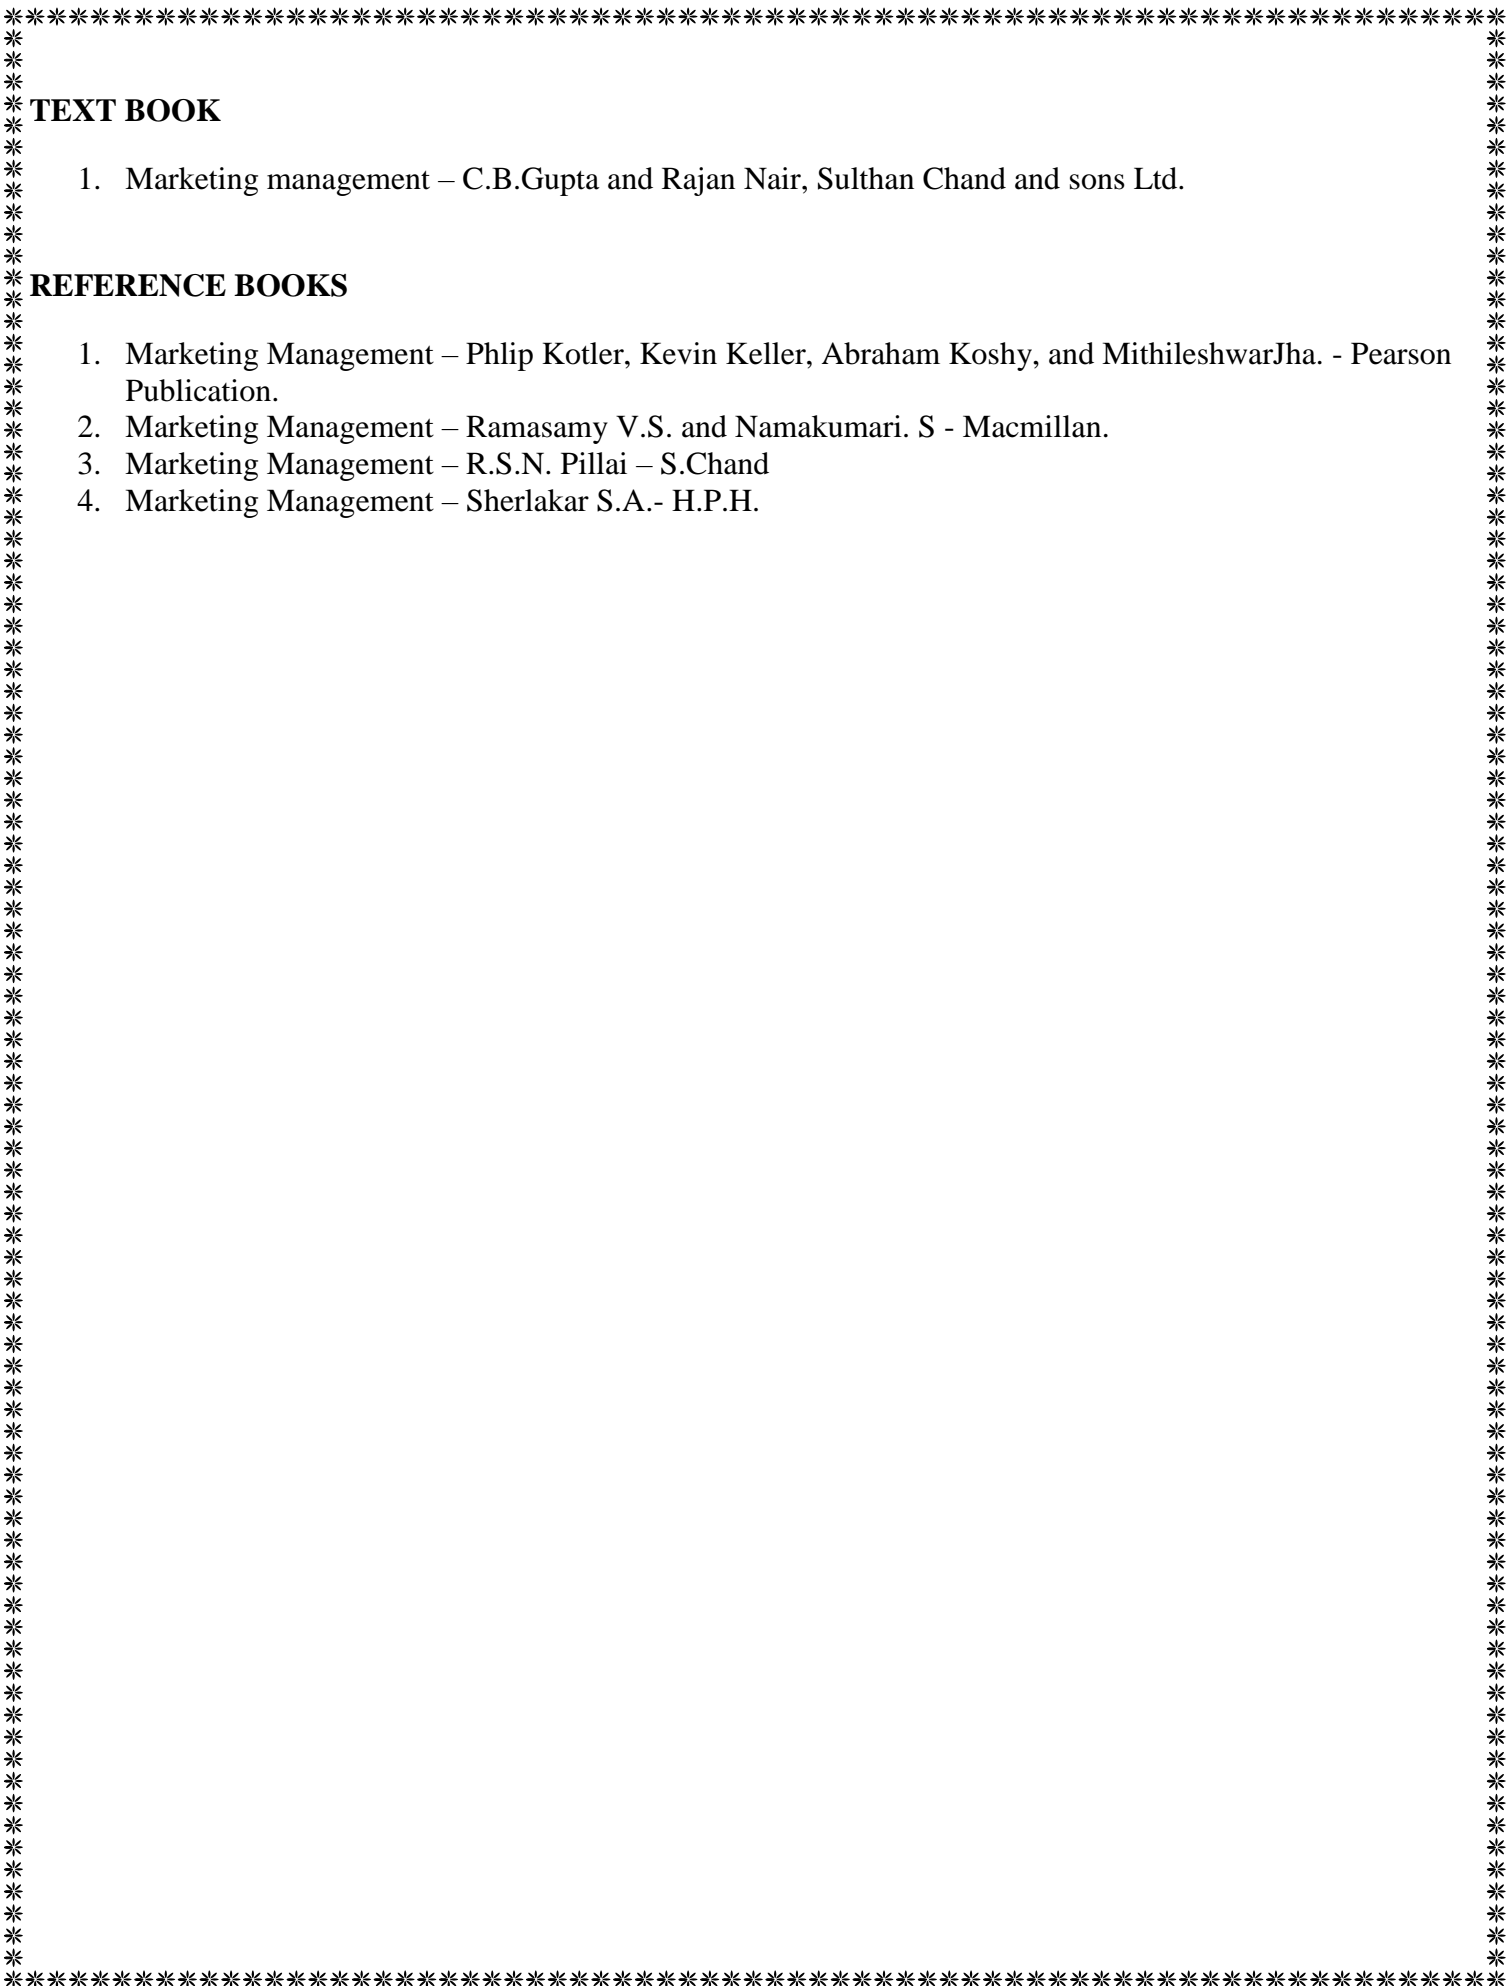 TEXT BOOK
1. Marketing management – C.B.Gupta and Rajan Nair, Sulthan Chand and sons Ltd.
REFERENCE BOOKS
1. Marketing Management – Phlip Kotler, Kevin Keller, Abraham Koshy, and MithileshwarJha. - Pearson
Publication.
2. Marketing Management – Ramasamy V.S. and Namakumari. S - Macmillan.
3. Marketing Management – R.S.N. Pillai – S.Chand
4. Marketing Management – Sherlakar S.A.- H.P.H.